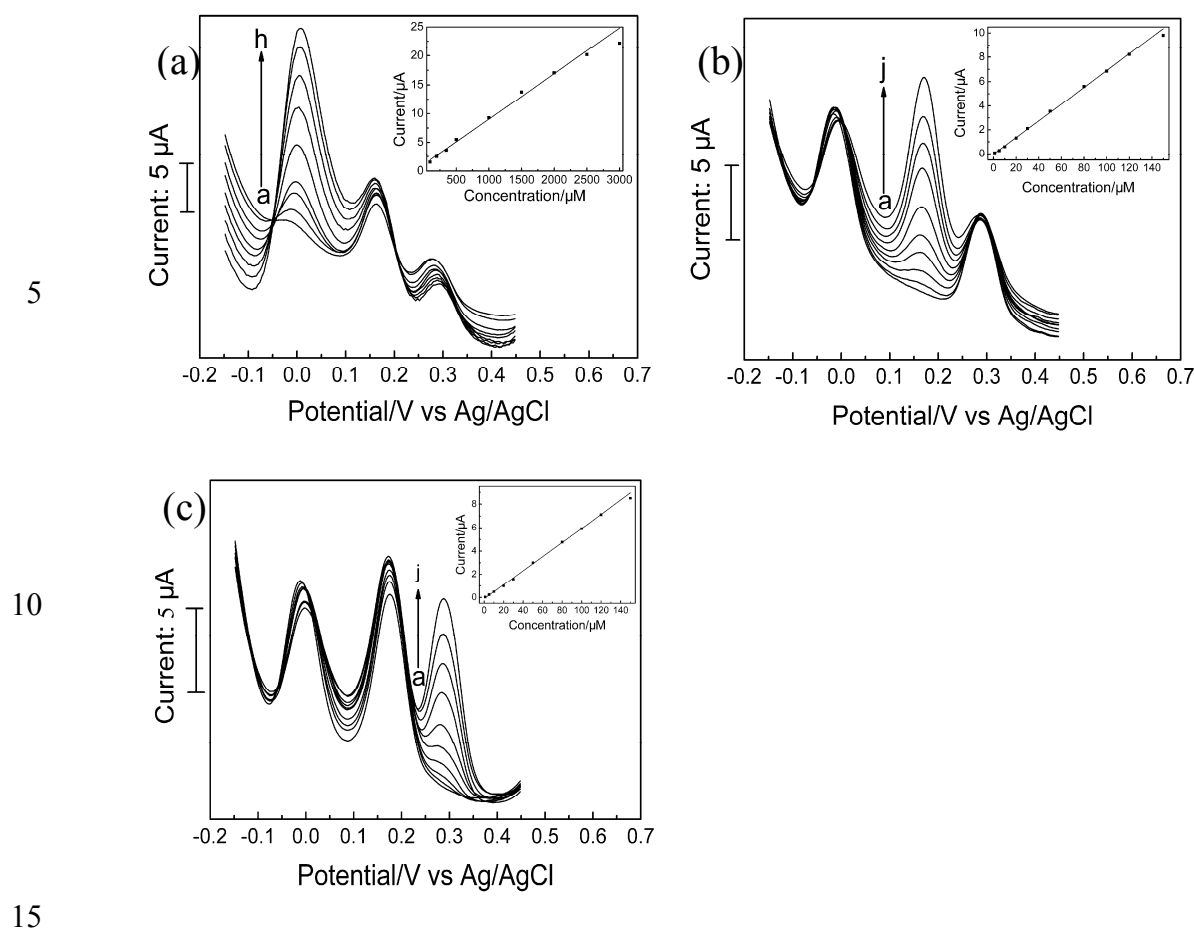 (a)
h
a
Current: 5 µA
-0.2 -0.1 0.0 0.1 0.2 0.3 0.4 0.5 0.6 0.7
Potential/V vs Ag/AgCl
Current/µA
25
20
15
10
5
0
500 1000 1500 2000 2500 3000
Concentration/µM
(b)
j
a
Current: 5 µA
-0.2 -0.1 0.0 0.1 0.2 0.3 0.4 0.5 0.6 0.7
Potential/V vs Ag/AgCl
Current/µA
10
8
6
4
2
0
0 20 40 60 80 100 120 140
Concentration/µM
5
(c)
j
a
Current: 5 µA
-0.2 -0.1 0.0 0.1 0.2 0.3 0.4 0.5 0.6 0.7
Potential/V vs Ag/AgCl
Current/µA
8
6
4
2
0
0 20 40 60 80 100 120 140
Concentration/µM
10
15